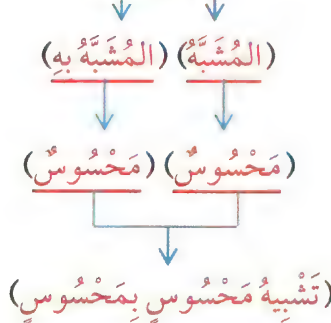 (المُشَبَّهُ) (المُشَبَّهُ بِهِ)
(مَحْسُوسٌ) (مَحْسُوسٌ)
(تَشْبِيهُ مَحْسُوسٍ بِمَحْسُوسٍ)